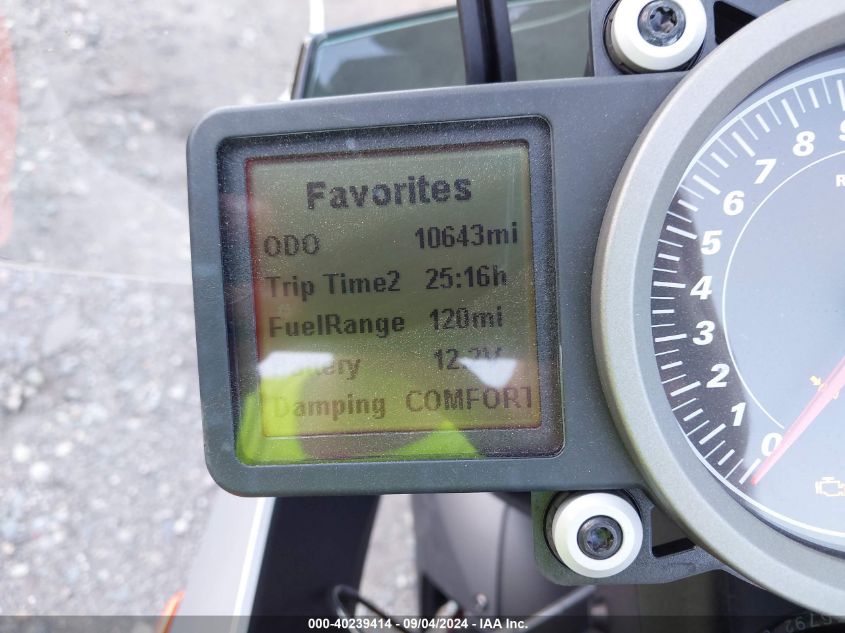 Favorites
ODO 10643mi
Trip Time2 25:16h
FuelRange 120mi
Damping COMFORT
9
8
7
6
5
4
3
2
1
0
000-40239414 - 09/04/2024 - IAA Inc.